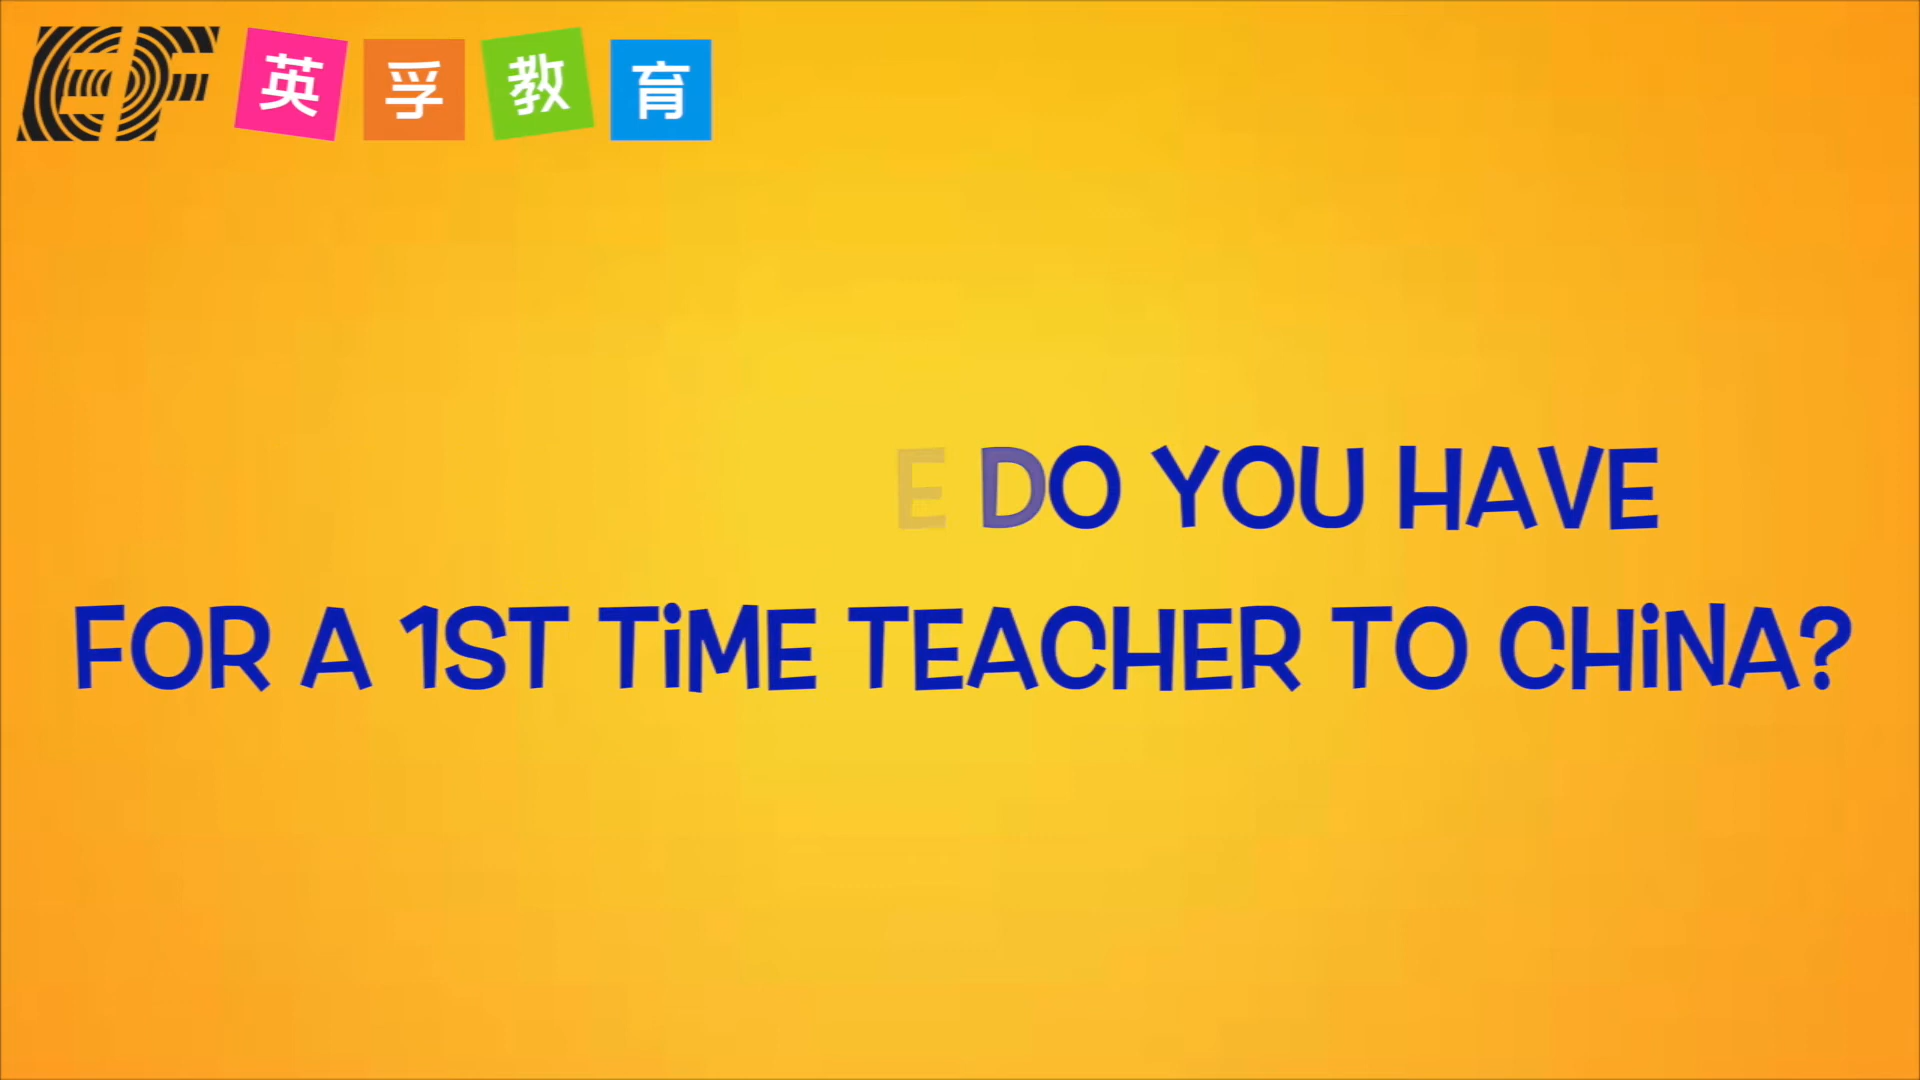 EF 英孚教育
E DO YOU HAVE
FOR A 1ST TiME TEACHER TO CHiNA?